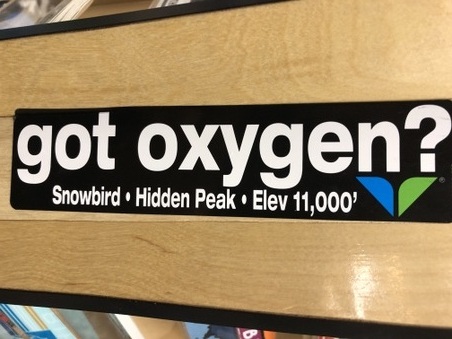 got oxygen?
Snowbird • Hidden Peak • Elev 11,000'